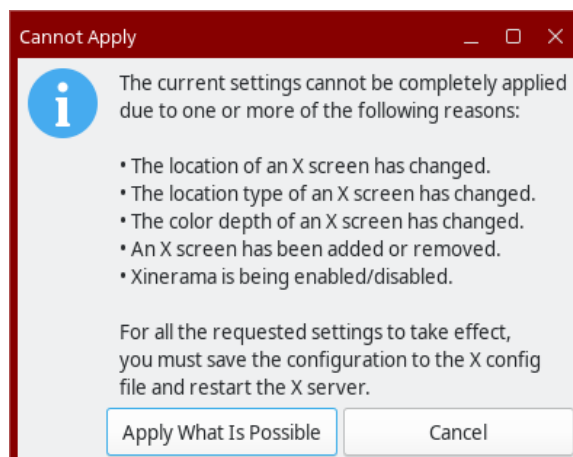 Cannot Apply
The current settings cannot be completely applied
due to one or more of the following reasons:
• The location of an X screen has changed.
• The location type of an X screen has changed.
• The color depth of an X screen has changed.
• An X screen has been added or removed.
• Xinerama is being enabled/disabled.
For all the requested settings to take effect,
you must save the configuration to the X config
file and restart the X server.
Apply What Is Possible
Cancel